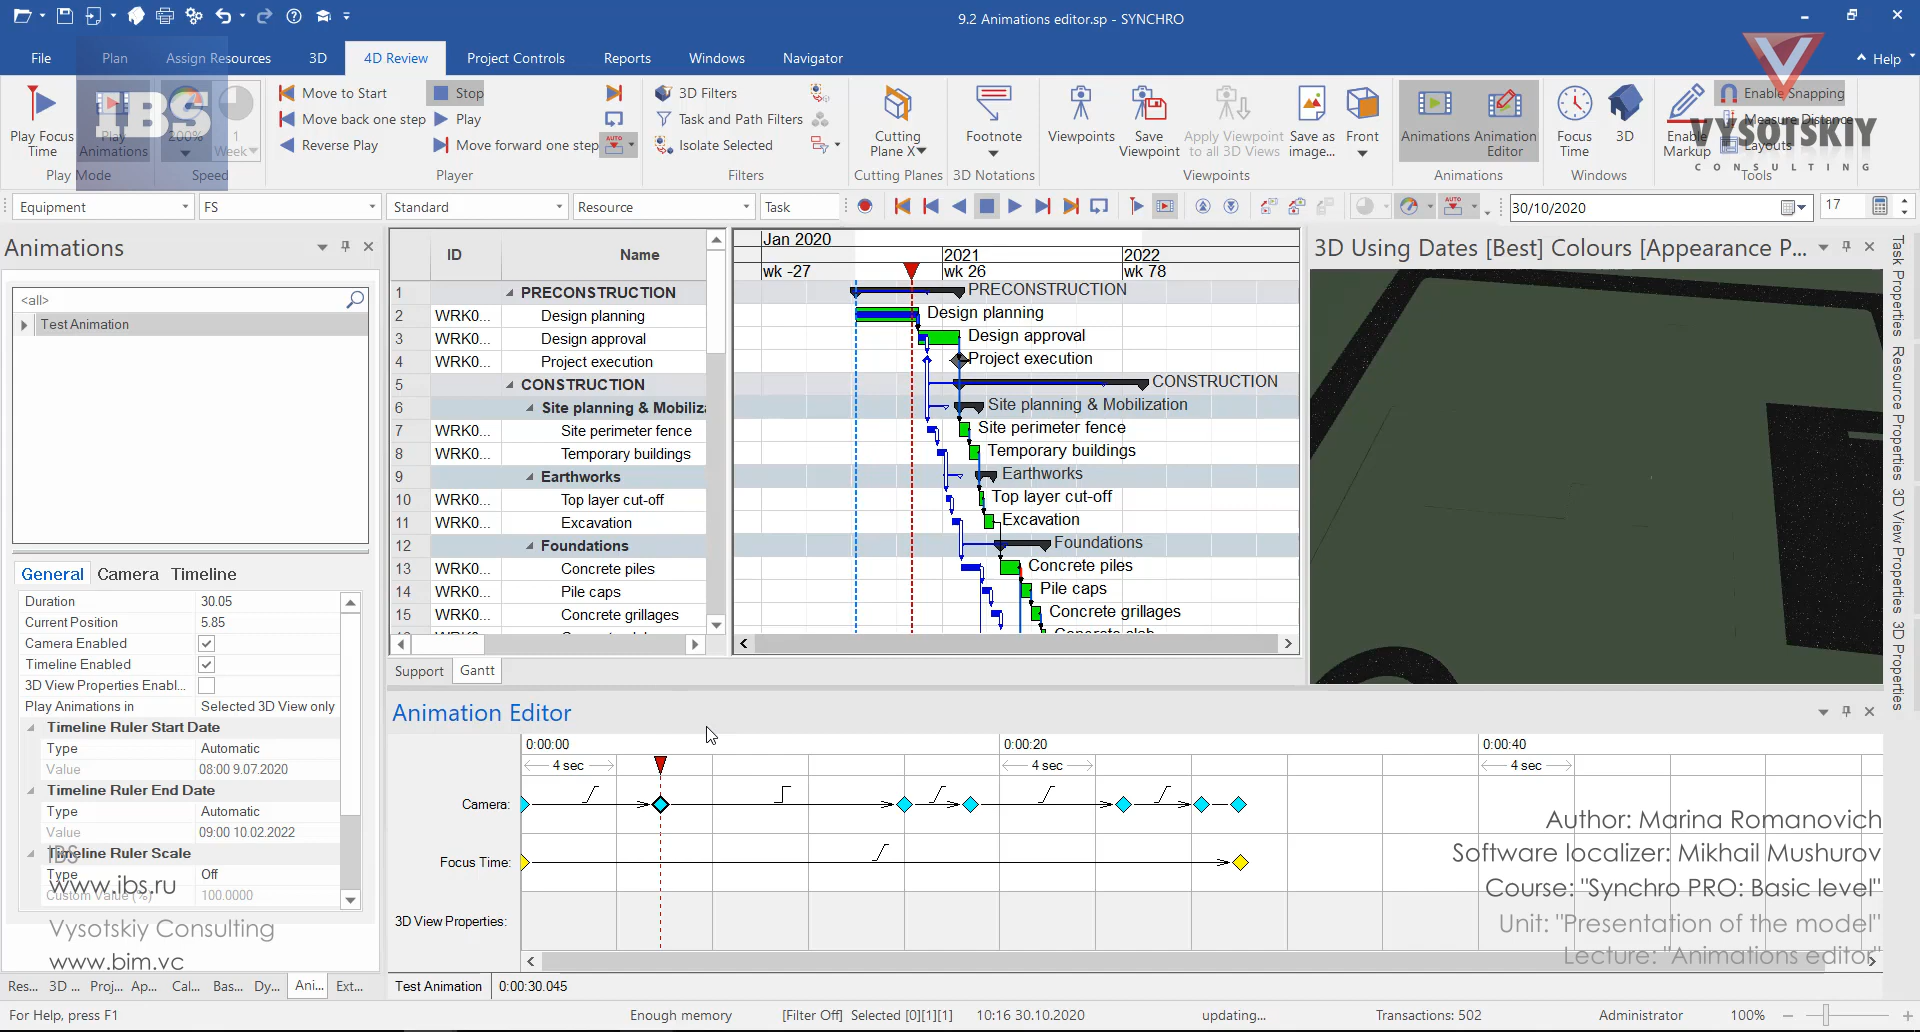 9.2 Animations editor.sp - SYNCHRO
File
Plan
Assign Resources
3D
4D Review
Project Controls
Reports
Windows
Navigator
Help
Play Focus Time
Play Animations
Play Mode
IBS
200%
1 Week
Speed
Move to Start
Stop
Move back one step
Play
Reverse Play
Move forward one step
AUTO
Player
3D Filters
Task and Path Filters
Isolate Selected
Filters
Cutting Plane X
Cutting Planes
Footnote
3D Notations
Viewpoints
Save Viewpoint
Apply Viewpoint to all 3D Views
Save as image...
Front
Viewpoints
Animations
Animation Editor
Animations
Focus Time
3D
Windows
Enable Markup
Enable Snapping
Measure Distance
Layouts
Tools
VYSOTSKIY
CONSULTING
Equipment
FS
Standard
Resource
Task
AUTO
30/10/2020
17
Animations
<all>
Test Animation
General
Camera
Timeline
Duration 30.05
Current Position 5.85
Camera Enabled
Timeline Enabled
3D View Properties Enabl...
Play Animations in Selected 3D View only
Timeline Ruler Start Date
Type Automatic
Value 08:00 9.07.2020
Timeline Ruler End Date
Type Automatic
Value 09:00 10.02.2022
Timeline Ruler Scale
Type Off
Custom Value (%) 100.0000
IBS
www.ibs.ru
Vysotskiy Consulting
www.bim.vc
Res...
3D ...
Proj...
Ap...
Cal...
Bas...
Dy...
Ani...
Ext...
ID Name
1 PRECONSTRUCTION
2 WRK0... Design planning
3 WRK0... Design approval
4 WRK0... Project execution
5 CONSTRUCTION
6 Site planning & Mobiliz
7 WRK0... Site perimeter fence
8 WRK0... Temporary buildings
9 Earthworks
10 WRK0... Top layer cut-off
11 WRK0... Excavation
12 Foundations
13 WRK0... Concrete piles
14 WRK0... Pile caps
15 WRK0... Concrete grillages
Support
Gantt
Jan 2020
2021
2022
wk -27
wk 26
wk 78
PRECONSTRUCTION
Design planning
Design approval
Project execution
CONSTRUCTION
Site planning & Mobilization
Site perimeter fence
Temporary buildings
Earthworks
Top layer cut-off
Excavation
Foundations
Concrete piles
Pile caps
Concrete grillages
3D Using Dates [Best] Colours [Appearance P...
Task Properties
Resource Properties
3D View Properties
3D Properties
Animation Editor
0:00:00
0:00:20
0:00:40
4 sec
4 sec
4 sec
Camera:
Focus Time:
3D View Properties:
Author: Marina Romanovich
Software localizer: Mikhail Mushurov
Course: "Synchro PRO: Basic level"
Unit: "Presentation of the model"
Lecture: "Animations editor"
Test Animation
0:00:30.045
For Help, press F1
Enough memory
[Filter Off]
Selected [0][1][1]
10:16 30.10.2020
updating...
Transactions: 502
Administrator
100%